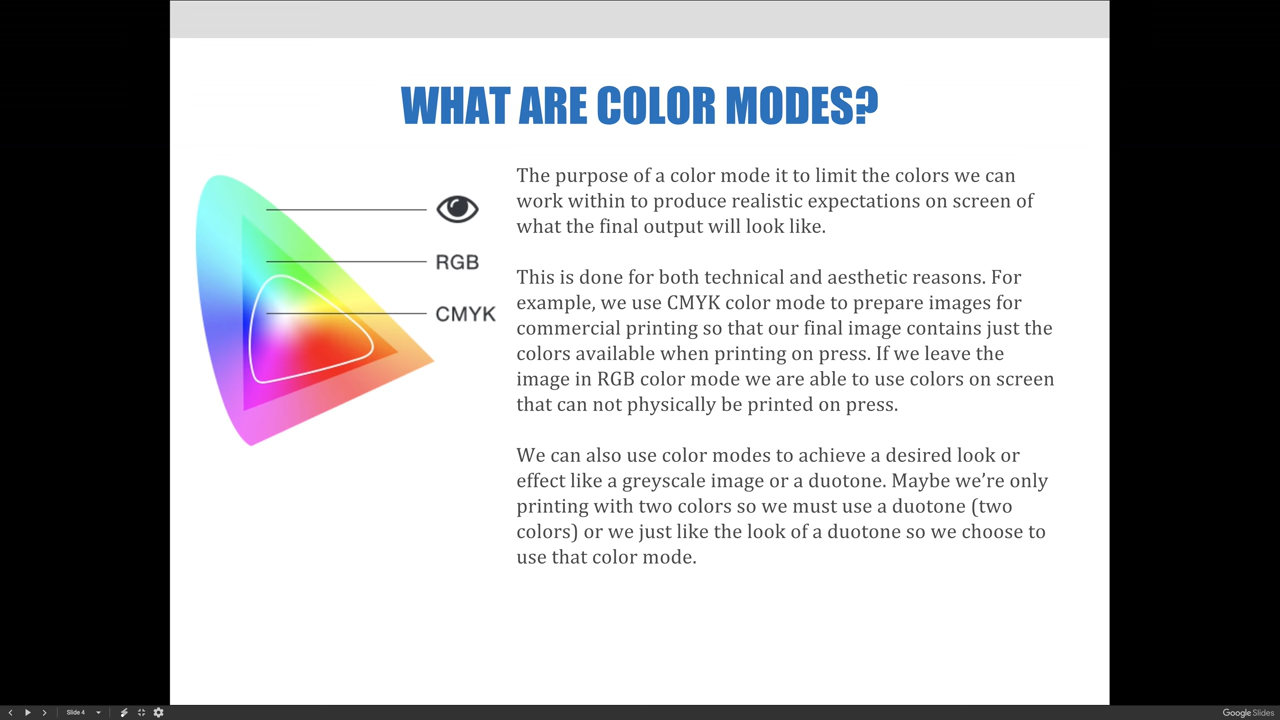 WHAT ARE COLOR MODES?
RGB
CMYK
The purpose of a color mode it to limit the colors we can
work within to produce realistic expectations on screen of
what the final output will look like.
This is done for both technical and aesthetic reasons. For
example, we use CMYK color mode to prepare images for
commercial printing so that our final image contains just the
colors available when printing on press. If we leave the
image in RGB color mode we are able to use colors on screen
that can not physically be printed on press.
We can also use color modes to achieve a desired look or
effect like a greyscale image or a duotone. Maybe we’re only
printing with two colors so we must use a duotone (two
colors) or we just like the look of a duotone so we choose to
use that color mode.
Slide 4
Google Slides